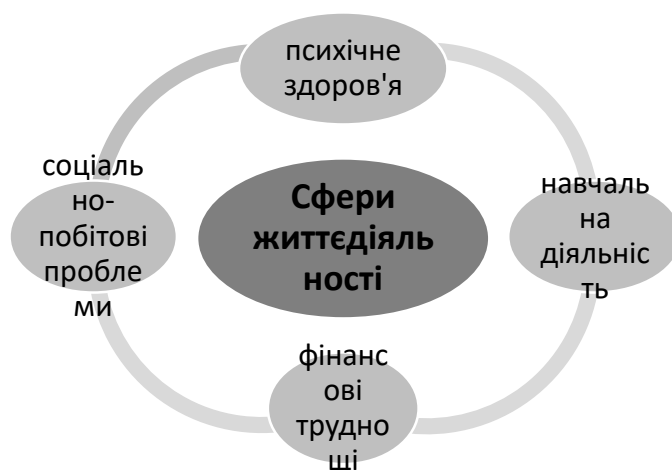 психічне
здоров'я
соціаль
но-
побітові
пробле
ми
Сфери
життєдіяль
ності
навчаль
на
діяльніс
ть
фінанс
ові
трудно
щі